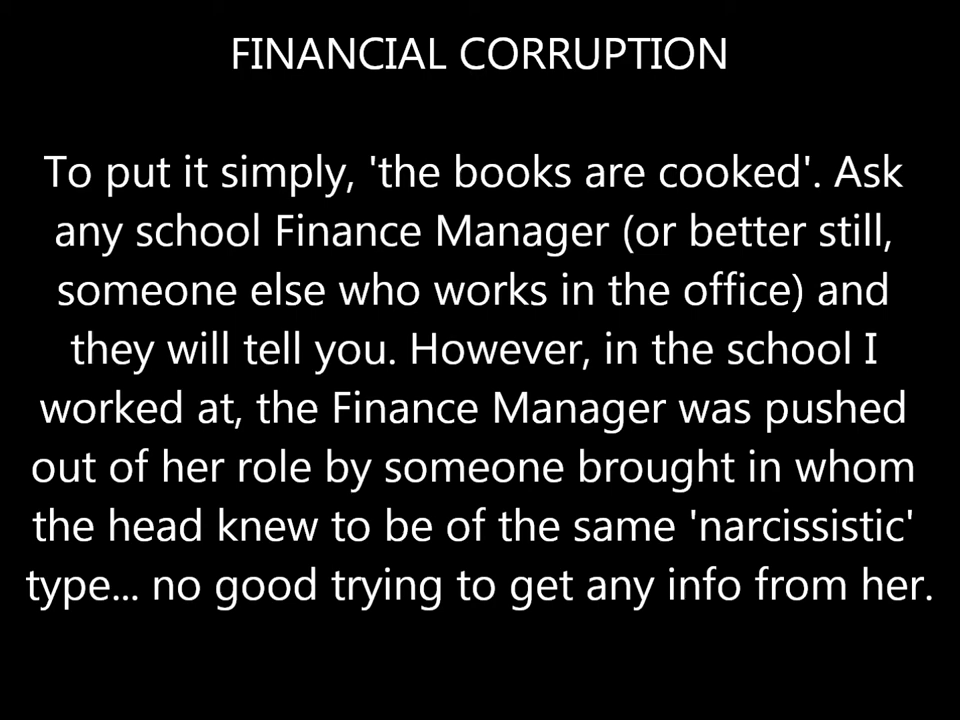 FINANCIAL CORRUPTION
To put it simply, 'the books are cooked'. Ask
any school Finance Manager (or better still,
someone else who works in the office) and
they will tell you. However, in the school I
worked at, the Finance Manager was pushed
out of her role by someone brought in whom
the head knew to be of the same 'narcissistic'
type... no good trying to get any info from her.